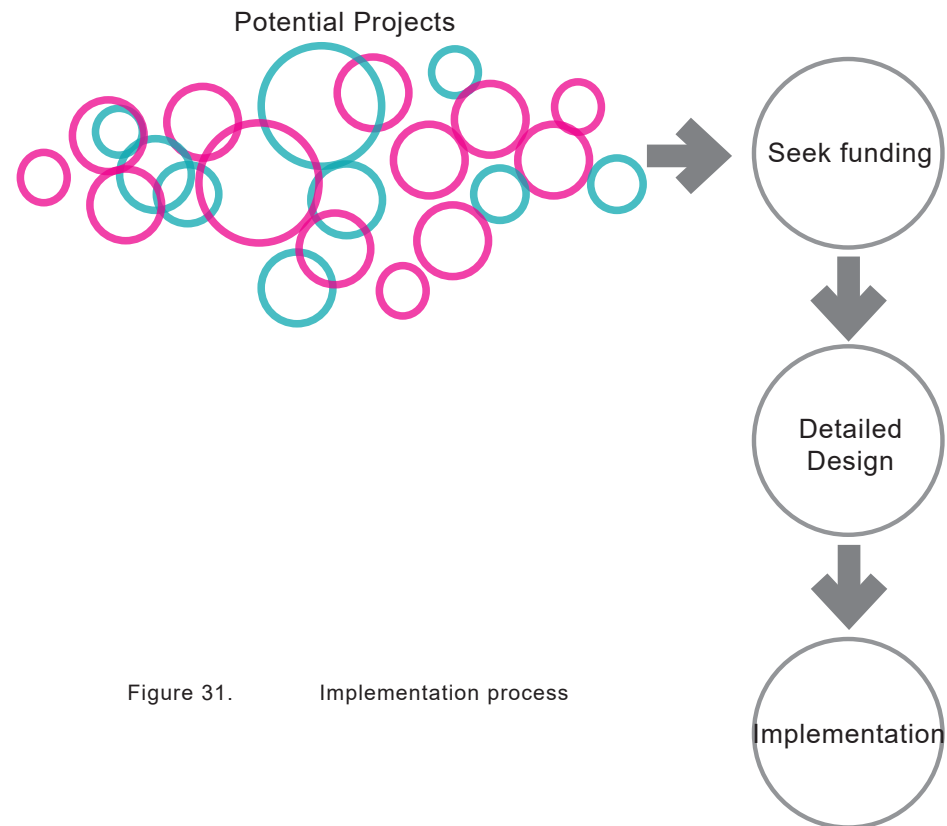 Potential Projects
Seek funding
Detailed
Design
Implementation
Figure 31. Implementation process